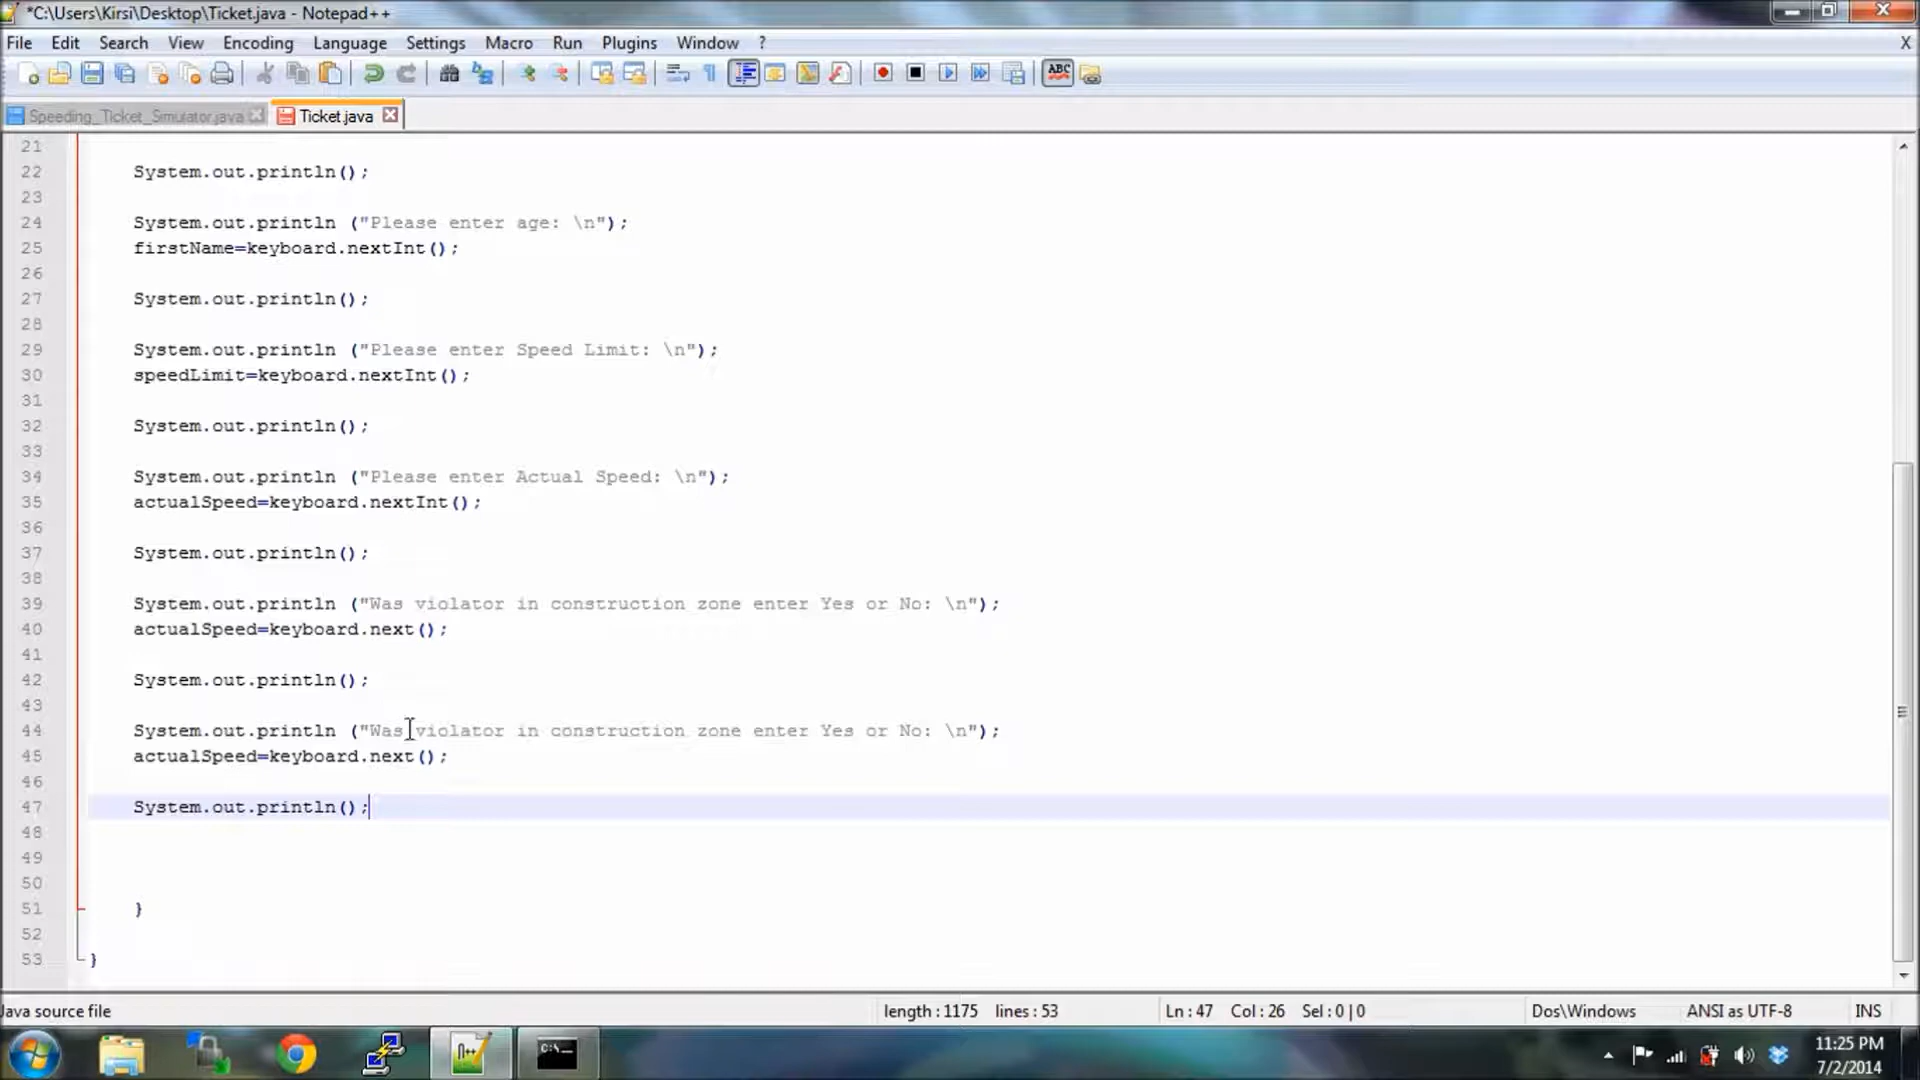 *C:\Users\Kirsi\Desktop\Ticket.java - Notepad++
File Edit Search View Encoding Language Settings Macro Run Plugins Window ? X
ABC
Speeding_Ticket_Simulator.java Ticket.java
21
22 System.out.println();
23
24 System.out.println ("Please enter age: \n");
25 firstName=keyboard.nextInt();
26
27 System.out.println();
28
29 System.out.println ("Please enter Speed Limit: \n");
30 speedLimit=keyboard.nextInt();
31
32 System.out.println();
33
34 System.out.println ("Please enter Actual Speed: \n");
35 actualSpeed=keyboard.nextInt();
36
37 System.out.println();
38
39 System.out.println ("Was violator in construction zone enter Yes or No: \n");
40 actualSpeed=keyboard.next();
41
42 System.out.println();
43
44 System.out.println ("Was violator in construction zone enter Yes or No: \n");
45 actualSpeed=keyboard.next();
46
47 System.out.println();
48
49
50
51 }
52
53 }
Java source file length : 1175 lines : 53 Ln : 47 Col : 26 Sel : 0 | 0 Dos\Windows ANSI as UTF-8 INS
11:25 PM
7/2/2014